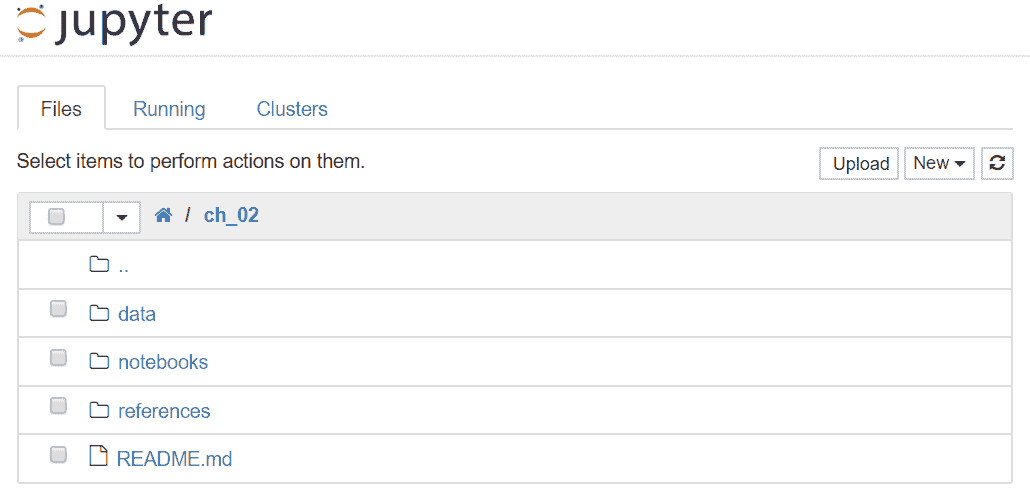 jupyter
Files Running Clusters
Select items to perform actions on them. Upload New
/ ch_02
..
data
notebooks
references
README.md